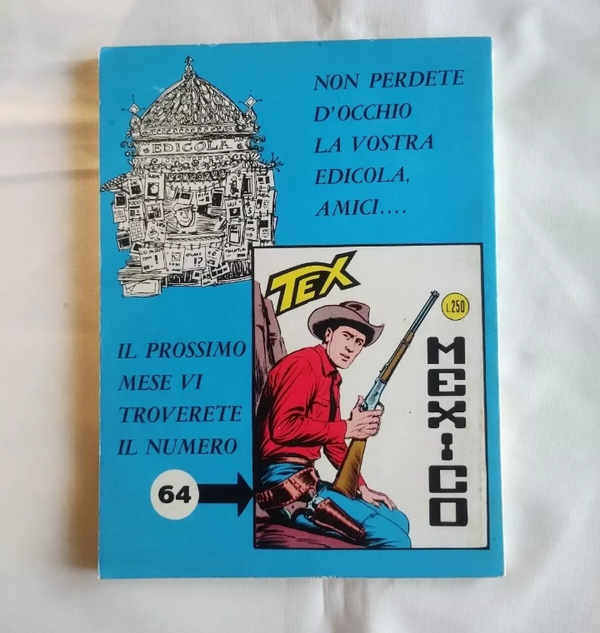 EDICOLA
NON PERDETE
D'OCCHIO
LA VOSTRA
EDICOLA,
AMICI....
TEX
L.250
MEXICO
IL PROSSIMO
MESE VI
TROVERETE
IL NUMERO
64